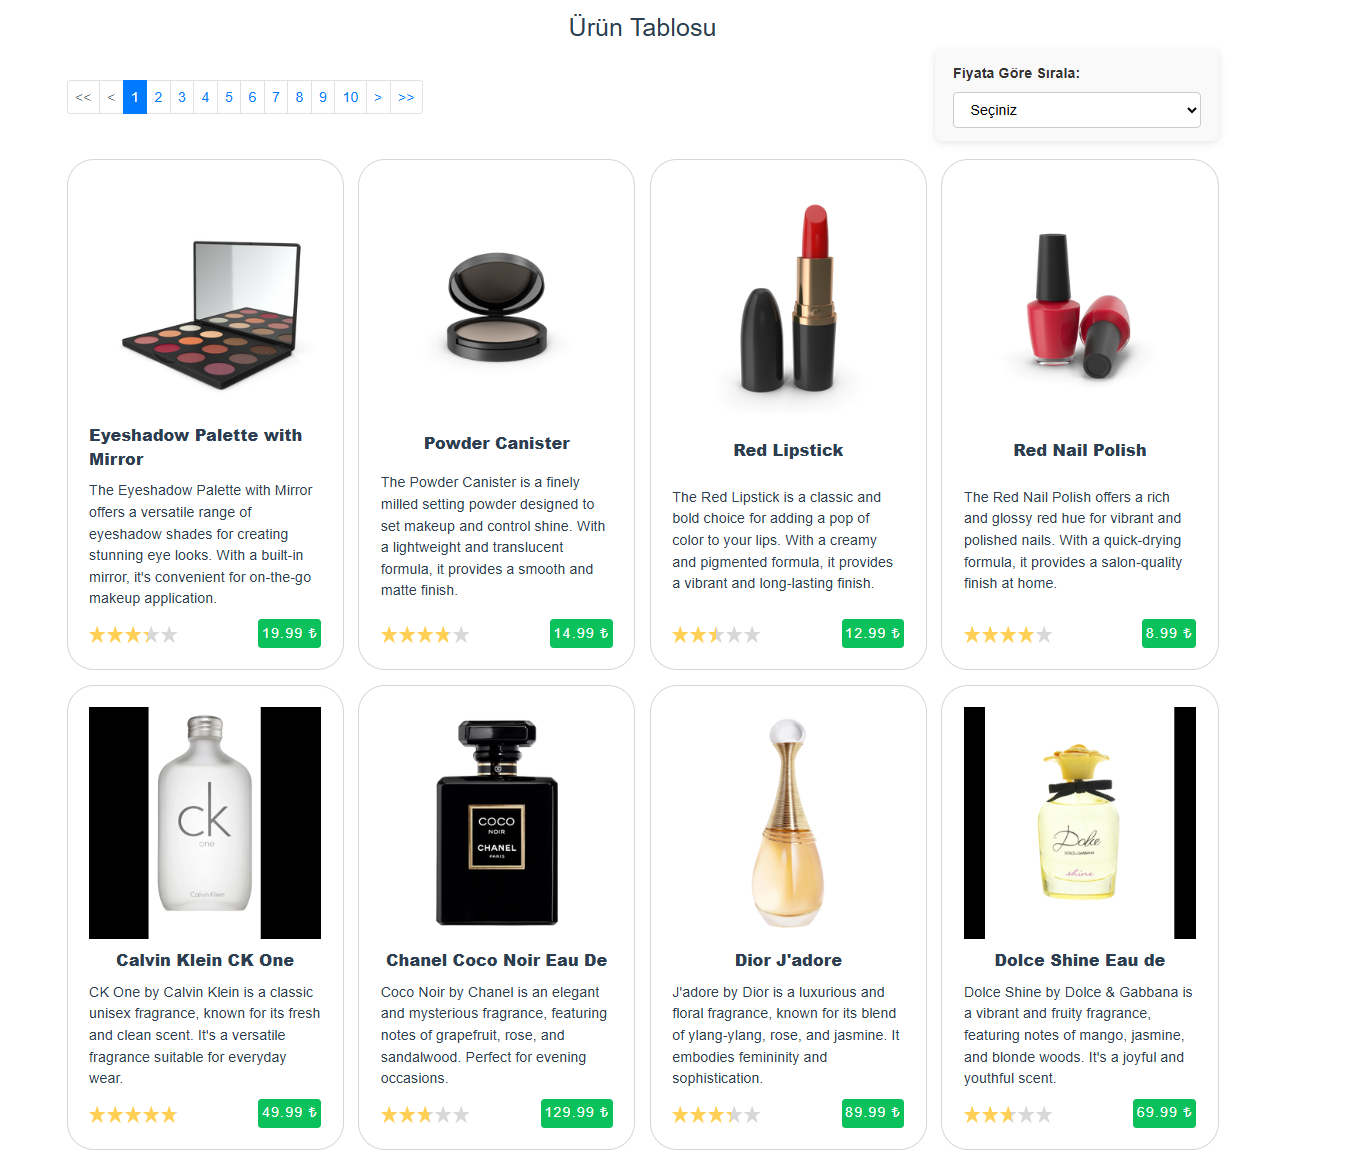 Ürün Tablosu
<< < 1 2 3 4 5 6 7 8 9 10 > >>
Fiyata Göre Sırala:
Seçiniz
Eyeshadow Palette with
Mirror
The Eyeshadow Palette with Mirror
offers a versatile range of
eyeshadow shades for creating
stunning eye looks. With a built-in
mirror, it's convenient for on-the-go
makeup application.
19.99 ₺
Powder Canister
The Powder Canister is a finely
milled setting powder designed to
set makeup and control shine. With
a lightweight and translucent
formula, it provides a smooth and
matte finish.
14.99 ₺
Red Lipstick
The Red Lipstick is a classic and
bold choice for adding a pop of
color to your lips. With a creamy
and pigmented formula, it provides
a vibrant and long-lasting finish.
12.99 ₺
Red Nail Polish
The Red Nail Polish offers a rich
and glossy red hue for vibrant and
polished nails. With a quick-drying
formula, it provides a salon-quality
finish at home.
8.99 ₺
ck
one
Calvin Klein
Calvin Klein CK One
CK One by Calvin Klein is a classic
unisex fragrance, known for its fresh
and clean scent. It's a versatile
fragrance suitable for everyday
wear.
49.99 ₺
COCO
NOIR
CHANEL
PARIS
Chanel Coco Noir Eau De
Coco Noir by Chanel is an elegant
and mysterious fragrance, featuring
notes of grapefruit, rose, and
sandalwood. Perfect for evening
occasions.
129.99 ₺
Dior J'adore
J'adore by Dior is a luxurious and
floral fragrance, known for its blend
of ylang-ylang, rose, and jasmine. It
embodies femininity and
sophistication.
89.99 ₺
Dolce
DOLCE & GABBANA
shine
Dolce Shine Eau de
Dolce Shine by Dolce & Gabbana is
a vibrant and fruity fragrance,
featuring notes of mango, jasmine,
and blonde woods. It's a joyful and
youthful scent.
69.99 ₺